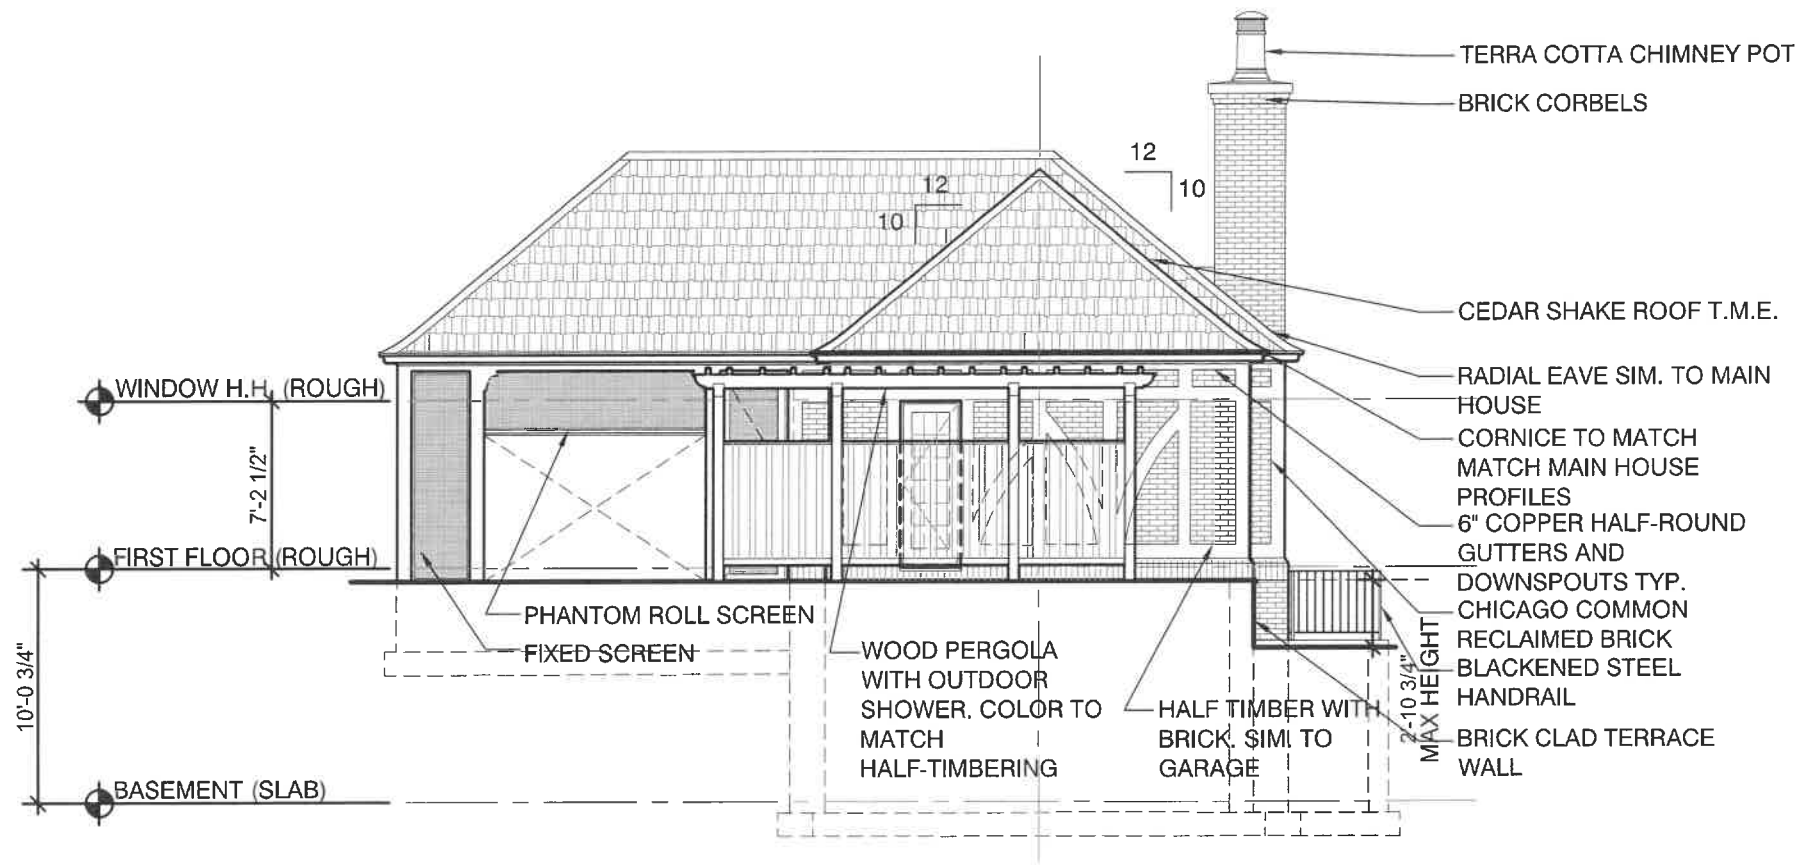 TERRA COTTA CHIMNEY POT
BRICK CORBELS
12
10
12
10
CEDAR SHAKE ROOF T.M.E.
RADIAL EAVE SIM. TO MAIN
HOUSE
CORNICE TO MATCH
MATCH MAIN HOUSE
PROFILES
6" COPPER HALF-ROUND
GUTTERS AND
DOWNSPOUTS TYP.
CHICAGO COMMON
RECLAIMED BRICK
BLACKENED STEEL
HANDRAIL
BRICK CLAD TERRACE
WALL
2'-10 3/4"
MAX HEIGHT
WINDOW H.H. (ROUGH)
7'-2 1/2"
FIRST FLOOR (ROUGH)
10'-0 3/4"
BASEMENT (SLAB)
PHANTOM ROLL SCREEN
FIXED SCREEN
WOOD PERGOLA
WITH OUTDOOR
SHOWER. COLOR TO
MATCH
HALF-TIMBERING
HALF TIMBER WITH
BRICK. SIM. TO
GARAGE